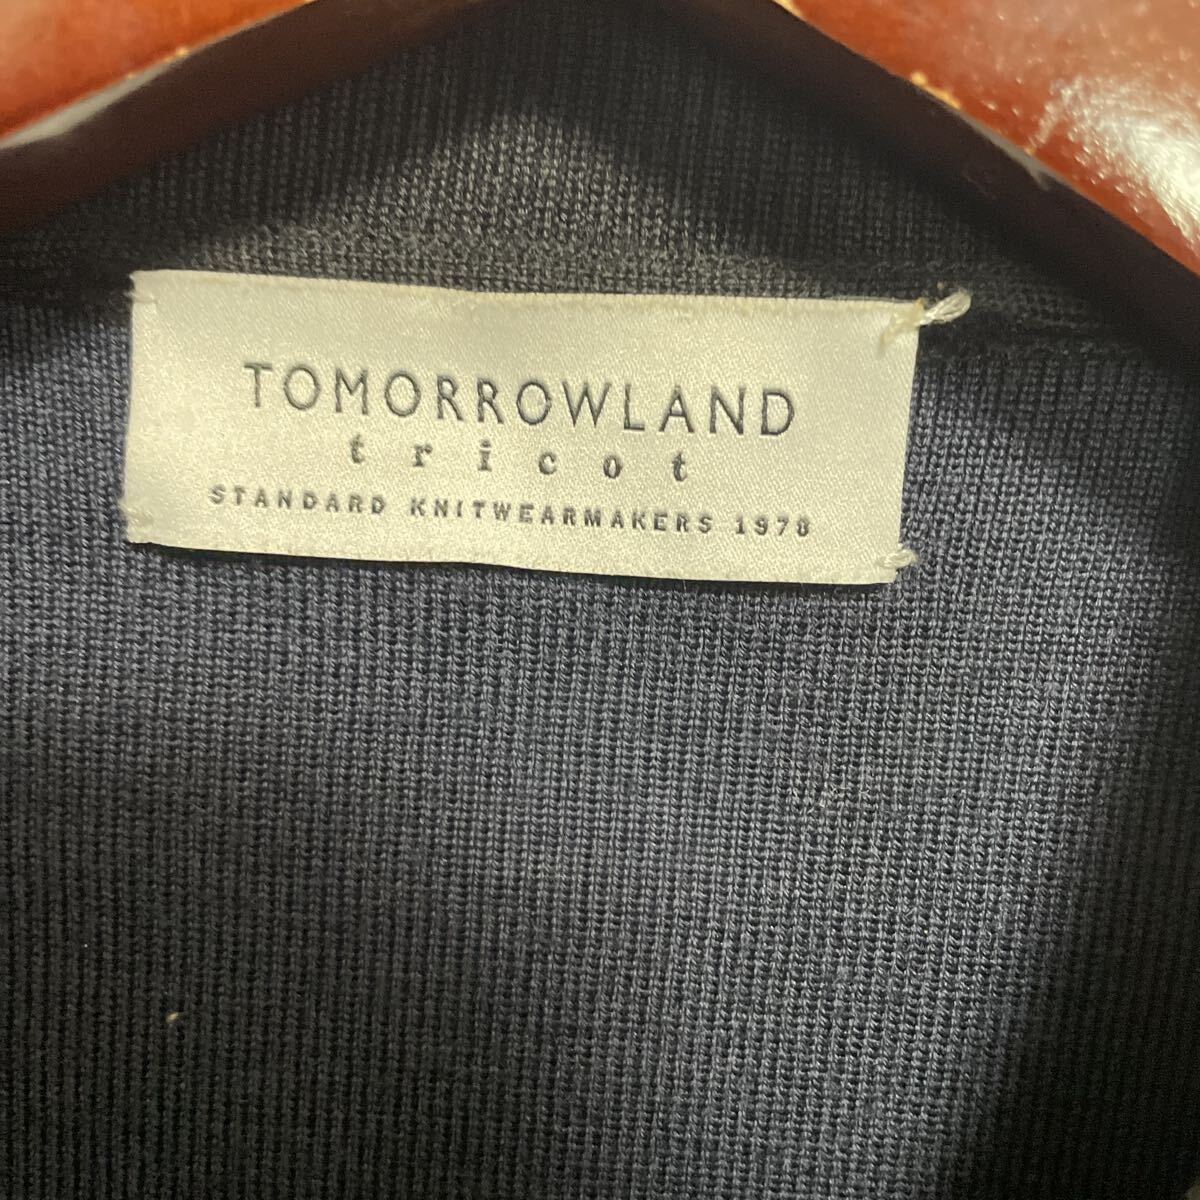 TOMORROWLAND
tricot
STANDARD KNITWEARMAKERS 1978